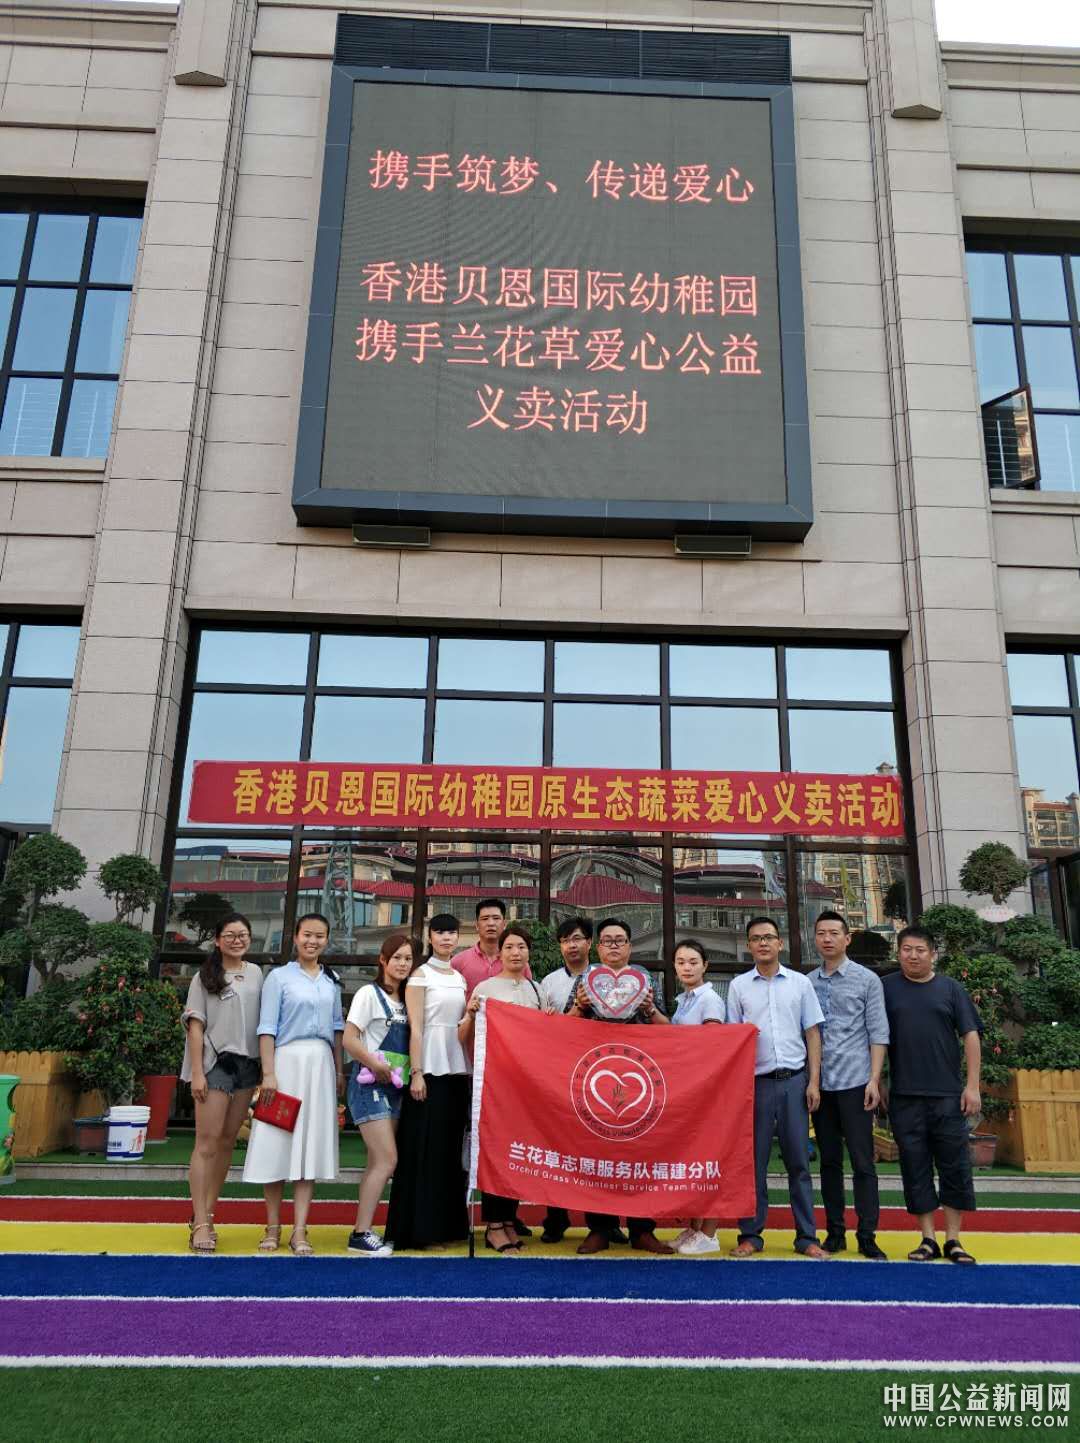 携手筑梦、传递爱心
香港贝恩国际幼稚园
携手兰花草爱心公益
义卖活动
香港贝恩国际幼稚园原生态蔬菜爱心义卖活动
兰花草志愿服务队福建分队
Orchid Grass Volunteer Service Team Fujian
中国公益新闻网
WWW.CPWNEWS.COM